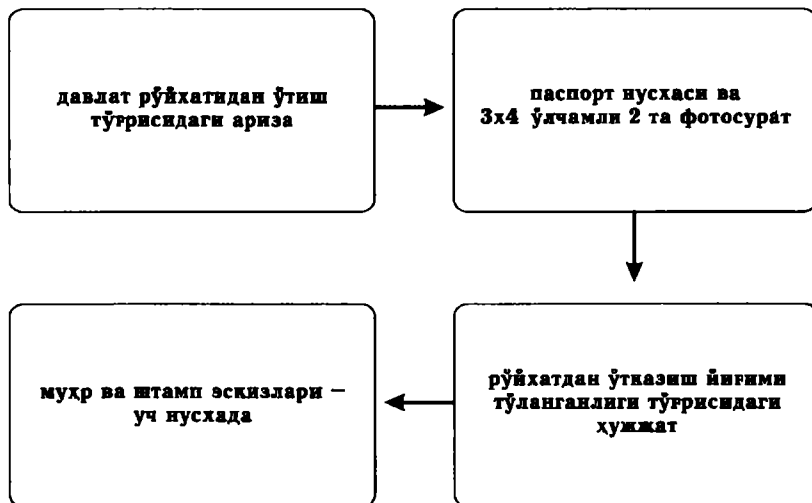 давлат рўйхатидан ўтиш
тўғрисидаги ариза
паспорт нусхаси ва
3х4 ўлчамли 2 та фотосурат
рўйхатдан ўтказиш йиғими
тўланганлиги тўғрисидаги
ҳужжат
муҳр ва штамп эскизлари –
уч нусхада